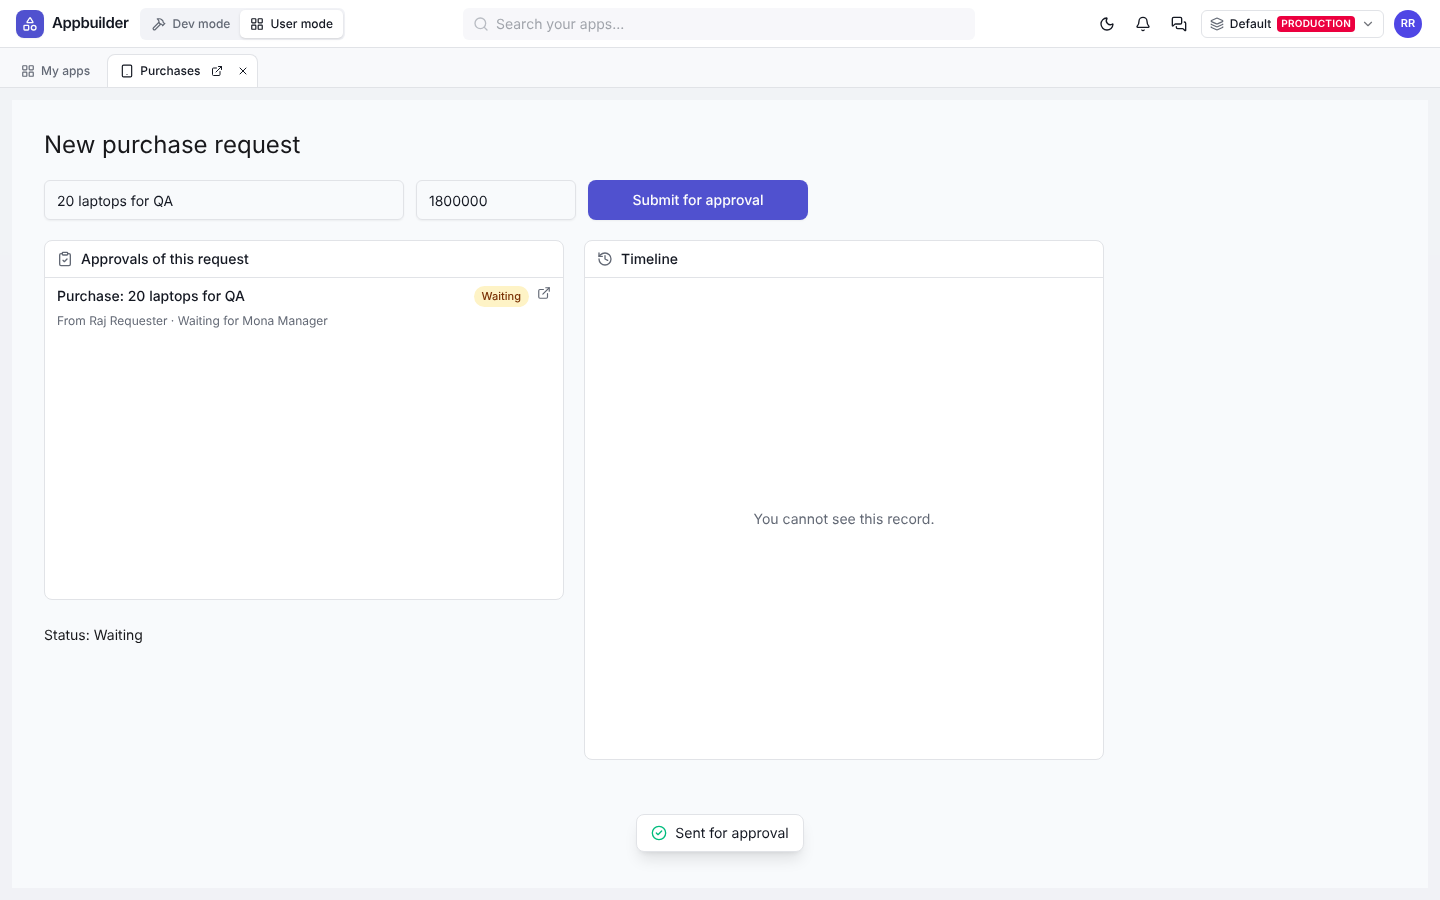 Appbuilder
Dev mode
User mode
Search your apps...
Default
PRODUCTION
RR
My apps
Purchases
New purchase request
20 laptops for QA
1800000
Submit for approval
Approvals of this request
Purchase: 20 laptops for QA
Waiting
From Raj Requester · Waiting for Mona Manager
Timeline
You cannot see this record.
Status: Waiting
Sent for approval